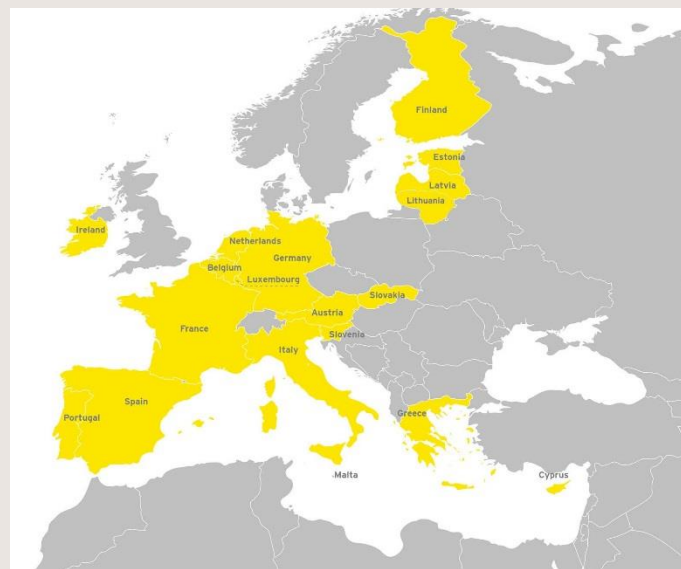 Finland
Estonia
Latvia
Lithuania
Ireland
Netherlands
Germany
Belgium
Luxembourg
Slovakia
Austria
France
Slovenia
Italy
Spain
Greece
Portugal
Malta
Cyprus